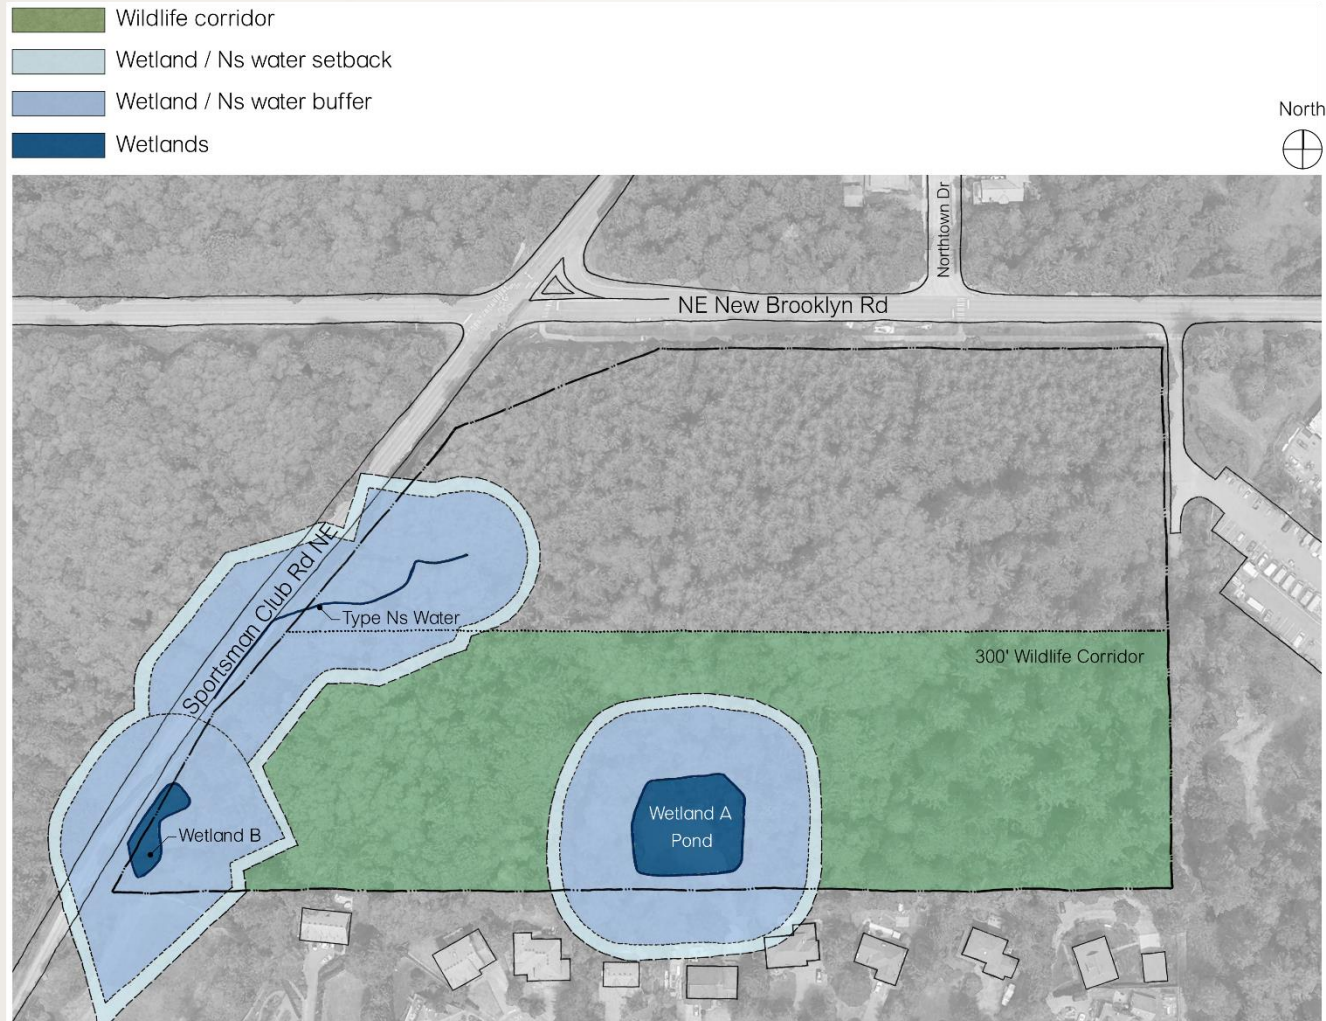 Wildlife corridor
Wetland / Ns water setback
Wetland / Ns water buffer
Wetlands
North
Northtown Dr
NE New Brooklyn Rd
Sportsman Club Rd NE
Type Ns Water
300' Wildlife Corridor
Wetland A
Pond
Wetland B